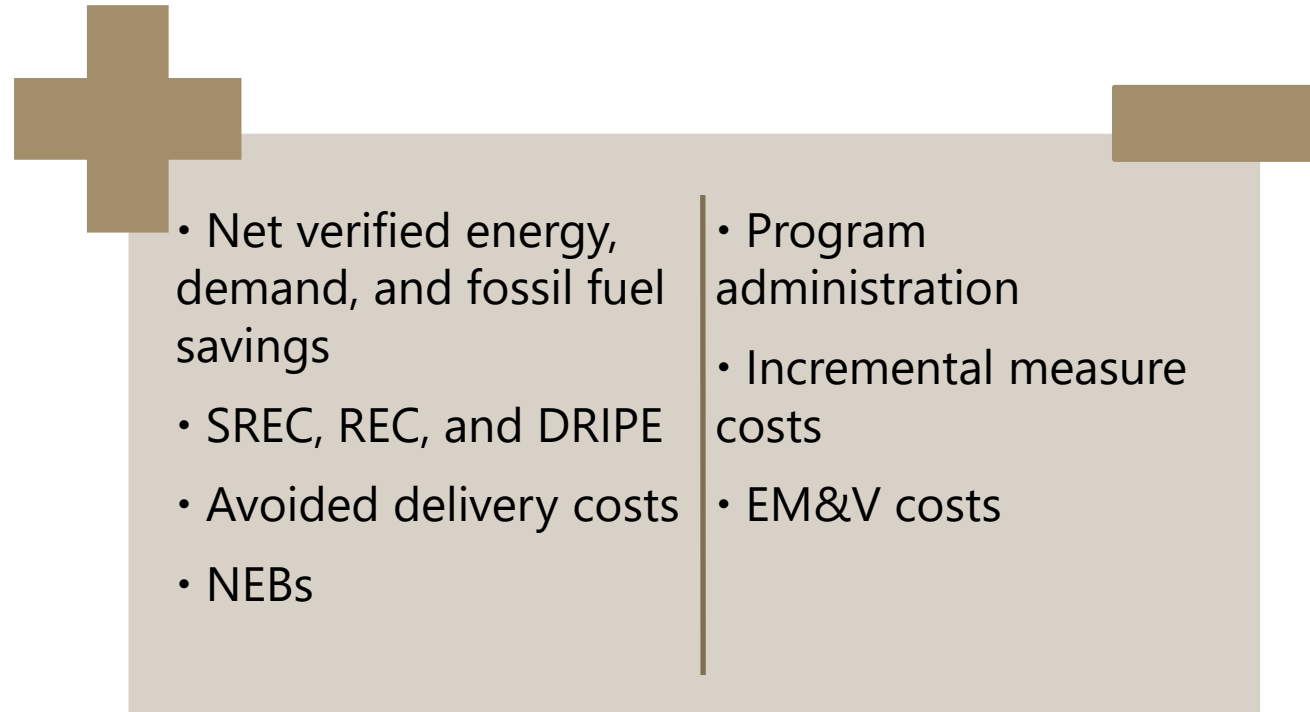 • Net verified energy,
demand, and fossil fuel
savings
• SREC, REC, and DRIPE
• Avoided delivery costs
• NEBs
• Program
administration
• Incremental measure
costs
• EM&V costs